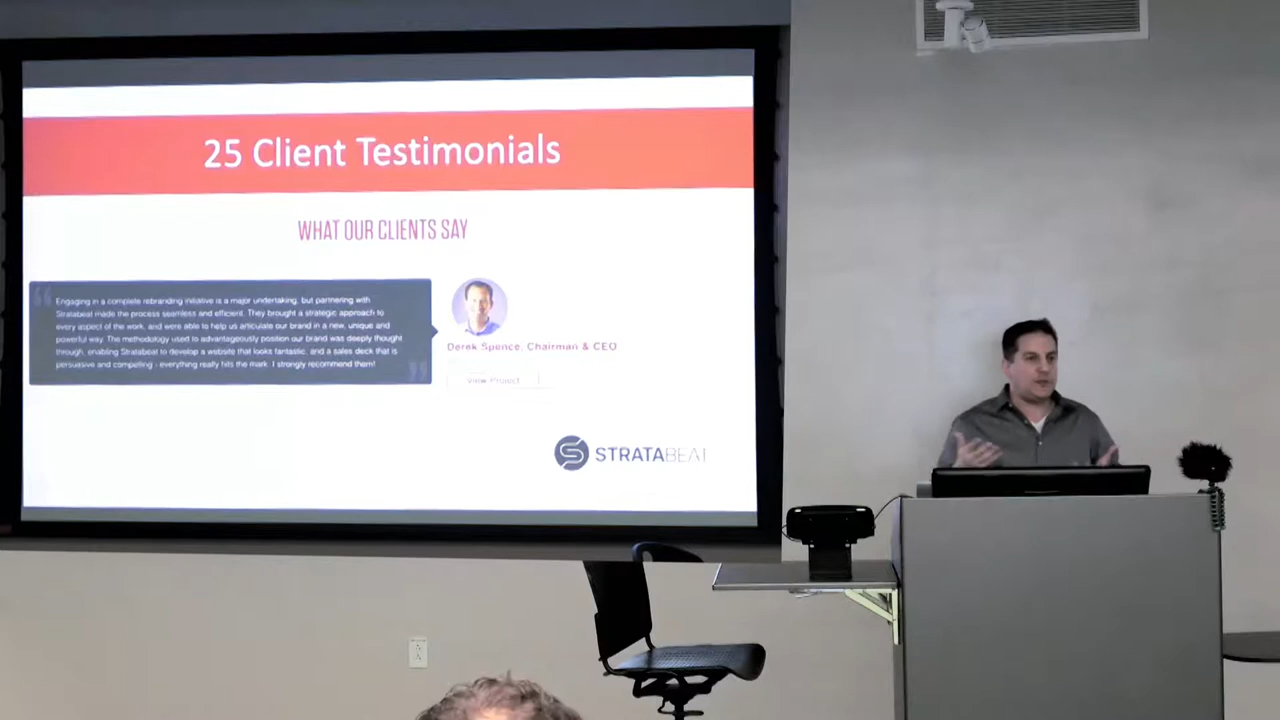 25 Client Testimonials
WHAT OUR CLIENTS SAY
Engaging in a complete rebranding initiative is a major undertaking, but partnering with
Stratabeat made the process seamless and efficient. They brought a strategic approach to
every aspect of the work, and were able to help us articulate our brand in a new, unique and
powerful way. The methodology used to advantageously position our brand was deeply thought
through, enabling Stratabeat to develop a website that looks fantastic, and a sales deck that is
persuasive and compelling - everything really hits the mark. I strongly recommend them!
Derek Spence, Chairman & CEO
View Project
STRATABEAT